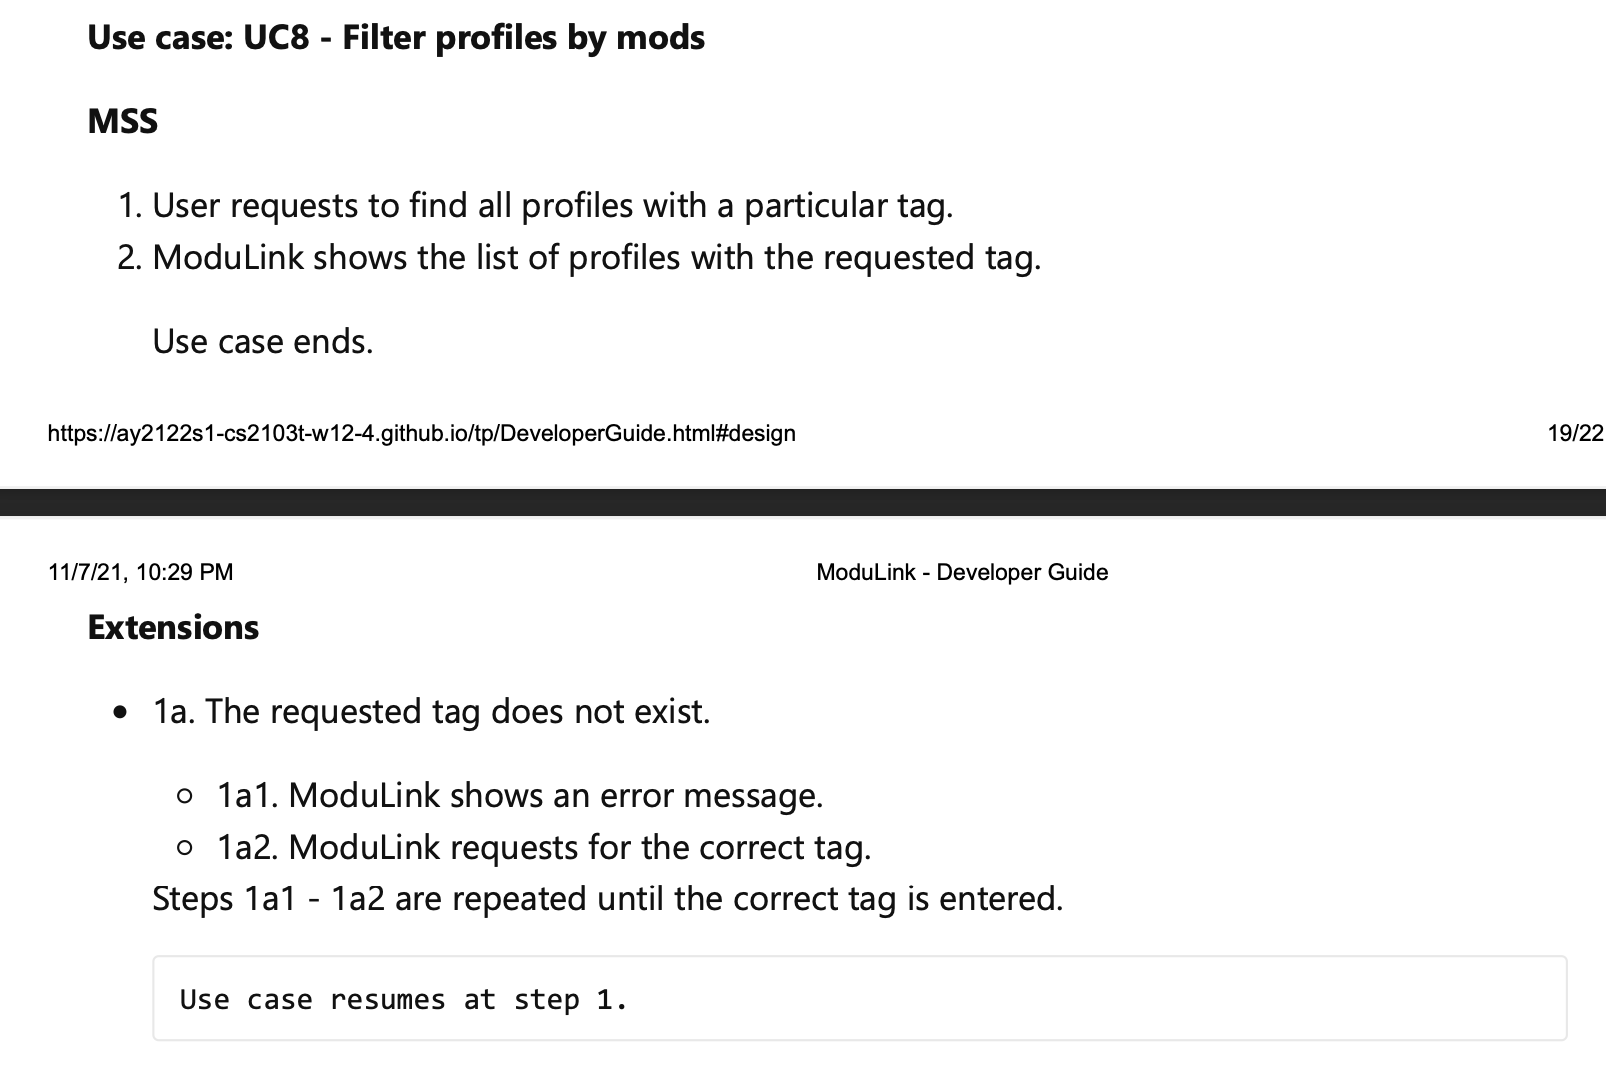 Use case: UC8 - Filter profiles by mods
MSS
1. User requests to find all profiles with a particular tag.
2. ModuLink shows the list of profiles with the requested tag.
Use case ends.
https://ay2122s1-cs2103t-w12-4.github.io/tp/DeveloperGuide.html#design 19/22
11/7/21, 10:29 PM ModuLink - Developer Guide
Extensions
• 1a. The requested tag does not exist.
○ 1a1. ModuLink shows an error message.
○ 1a2. ModuLink requests for the correct tag.
Steps 1a1 - 1a2 are repeated until the correct tag is entered.
Use case resumes at step 1.